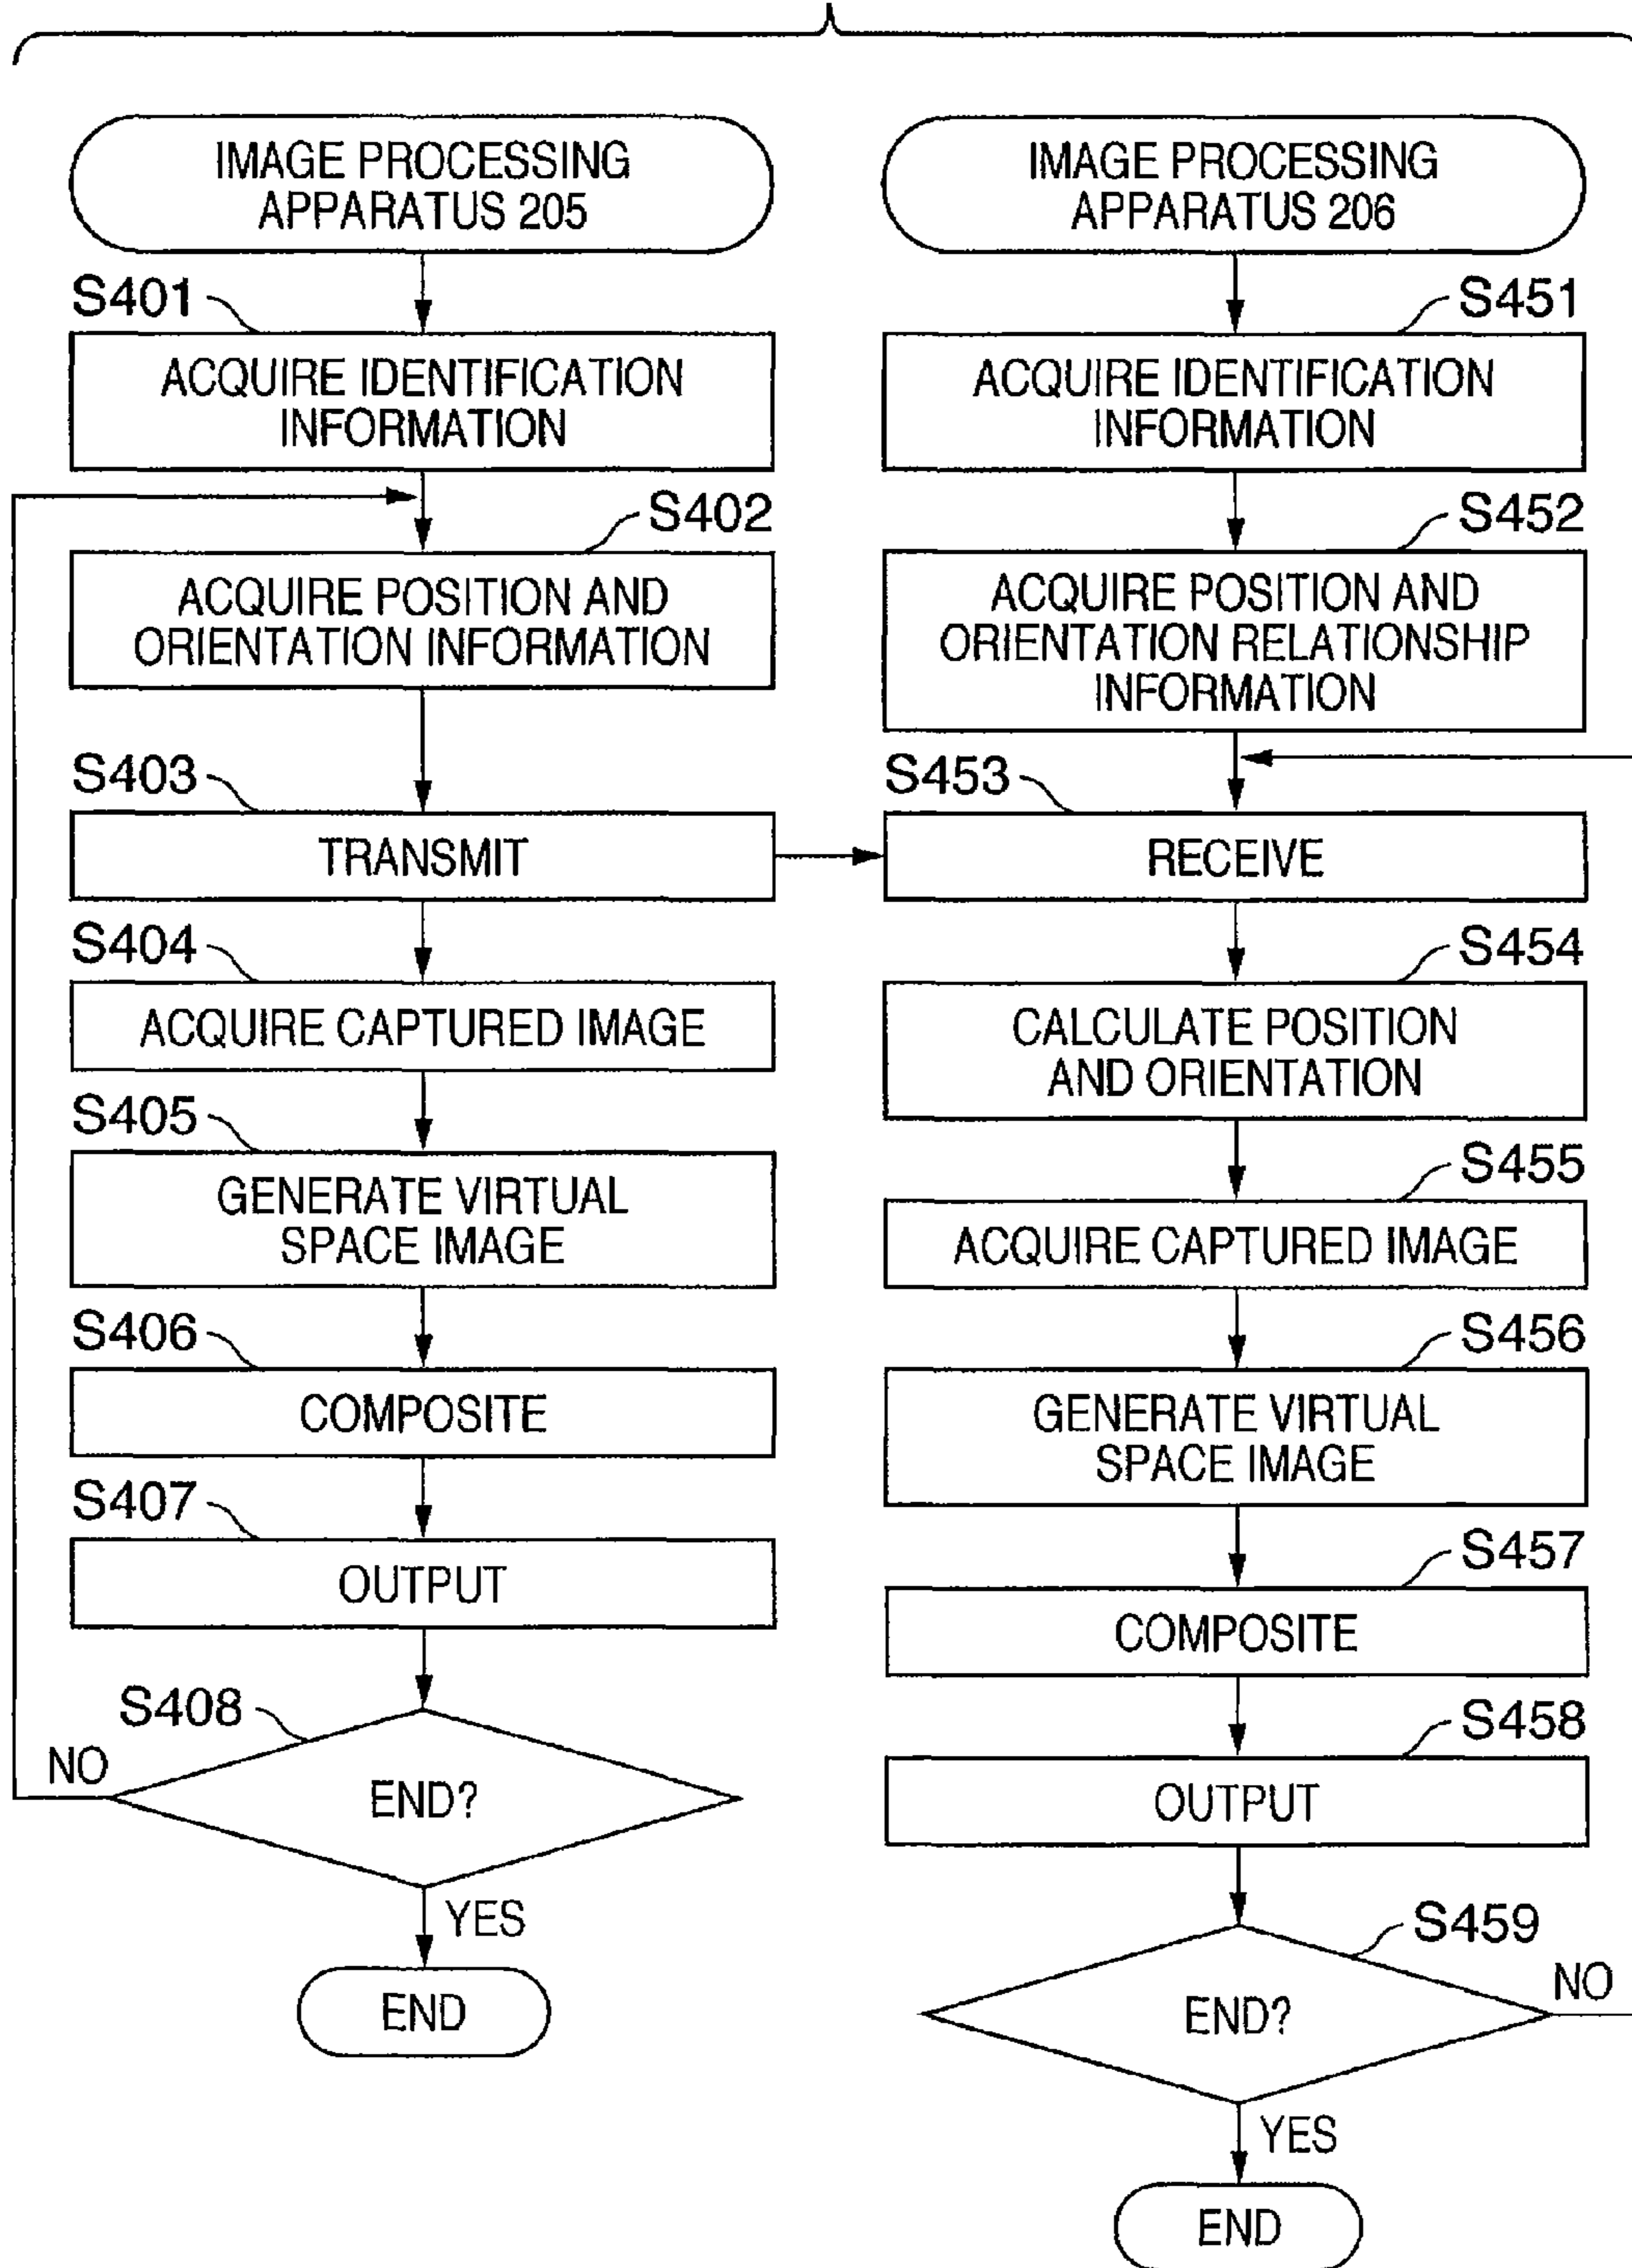 IMAGE PROCESSING
APPARATUS 205
S401
ACQUIRE IDENTIFICATION
INFORMATION
S402
ACQUIRE POSITION AND
ORIENTATION INFORMATION
S403
TRANSMIT
S404
ACQUIRE CAPTURED IMAGE
S405
GENERATE VIRTUAL
SPACE IMAGE
S406
COMPOSITE
S407
OUTPUT
S408
NO
END?
YES
END
IMAGE PROCESSING
APPARATUS 206
S451
ACQUIRE IDENTIFICATION
INFORMATION
S452
ACQUIRE POSITION AND
ORIENTATION RELATIONSHIP
INFORMATION
S453
RECEIVE
S454
CALCULATE POSITION
AND ORIENTATION
S455
ACQUIRE CAPTURED IMAGE
S456
GENERATE VIRTUAL
SPACE IMAGE
S457
COMPOSITE
S458
OUTPUT
S459
NO
END?
YES
END